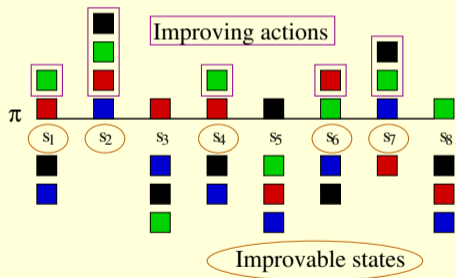 Improving actions
π
s1 s2 s3 s4 s5 s6 s7 s8
Improvable states